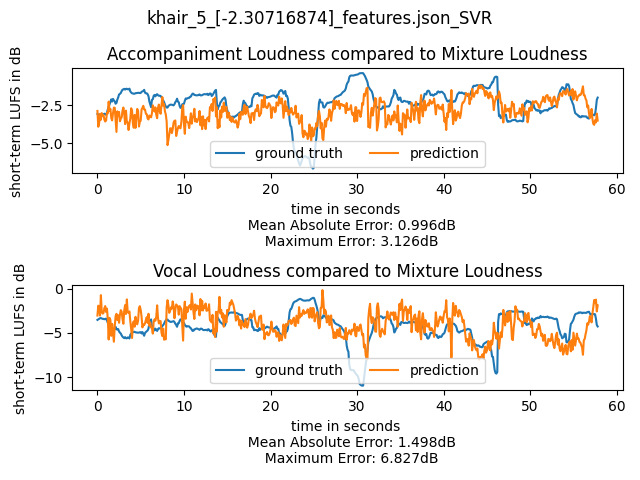 khair_5_[-2.30716874]_features.json_SVR
Accompaniment Loudness compared to Mixture Loudness
short-term LUFS in dB
−2.5
−5.0
ground truth
prediction
0 10 20 30 40 50 60
time in seconds
Mean Absolute Error: 0.996dB
Maximum Error: 3.126dB
Vocal Loudness compared to Mixture Loudness
short-term LUFS in dB
0
−5
−10
ground truth
prediction
0 10 20 30 40 50 60
time in seconds
Mean Absolute Error: 1.498dB
Maximum Error: 6.827dB